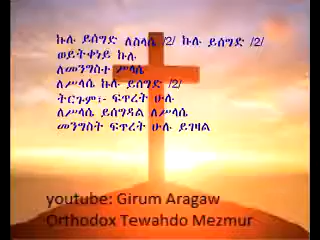 ኩሉ ይሰግድ ለስላሴ /2/ ኩሉ ይሰግድ /2/
ወይትቀነይ ኩሉ
ለመንግስተ ሥላሴ
ለሥላሴ ኩሉ ይሰግድ /2/
ትርጉም፤- ፍጥረት ሁሉ
ለሥላሴ ይሰግዳል ለሥላሴ
መንግስት ፍጥረት ሁሉ ይገዛል
youtube: Girum Aragaw
Orthodox Tewahdo Mezmur